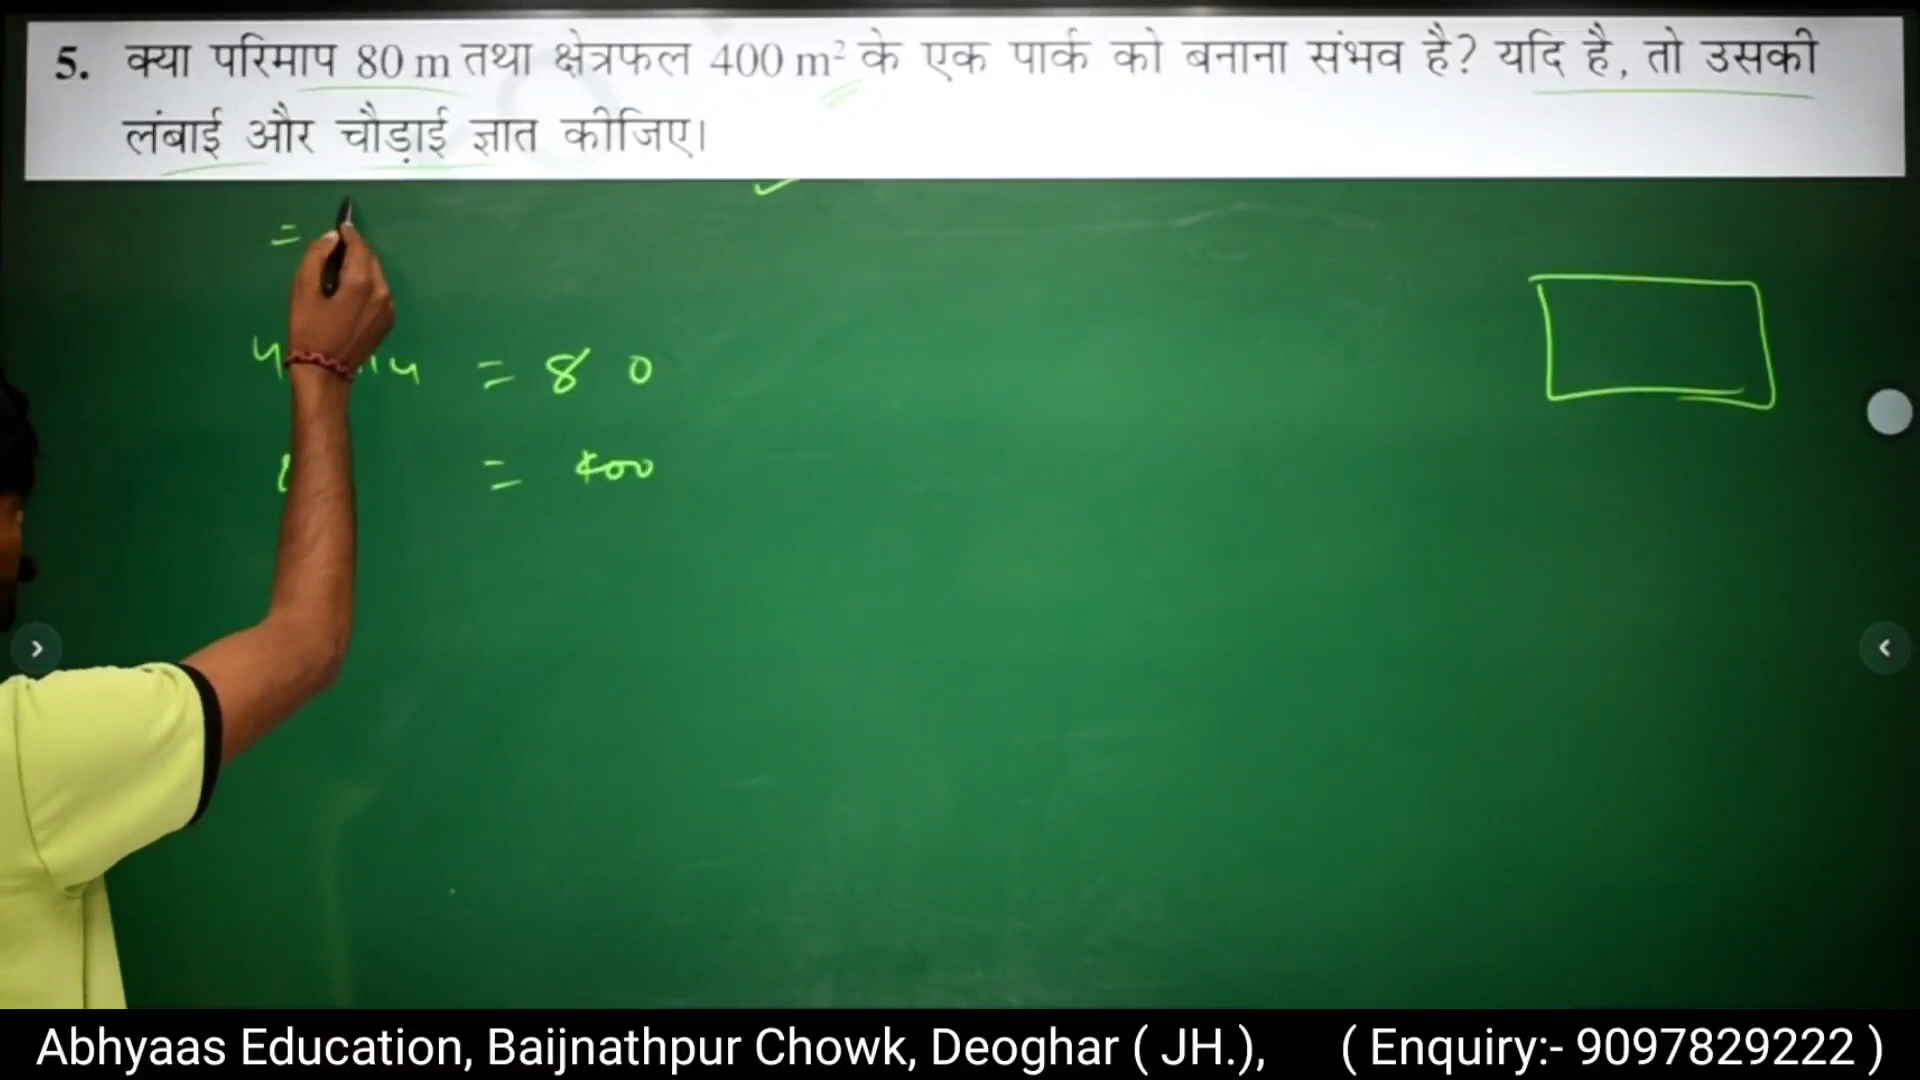 5. क्या परिमाप 80 m तथा क्षेत्रफल 400 m² के एक पार्क को बनाना संभव है? यदि है, तो उसकी
लंबाई और चौड़ाई ज्ञात कीजिए।
=
= 80
= 400
Abhyaas Education, Baijnathpur Chowk, Deoghar ( JH.), ( Enquiry:- 9097829222 )